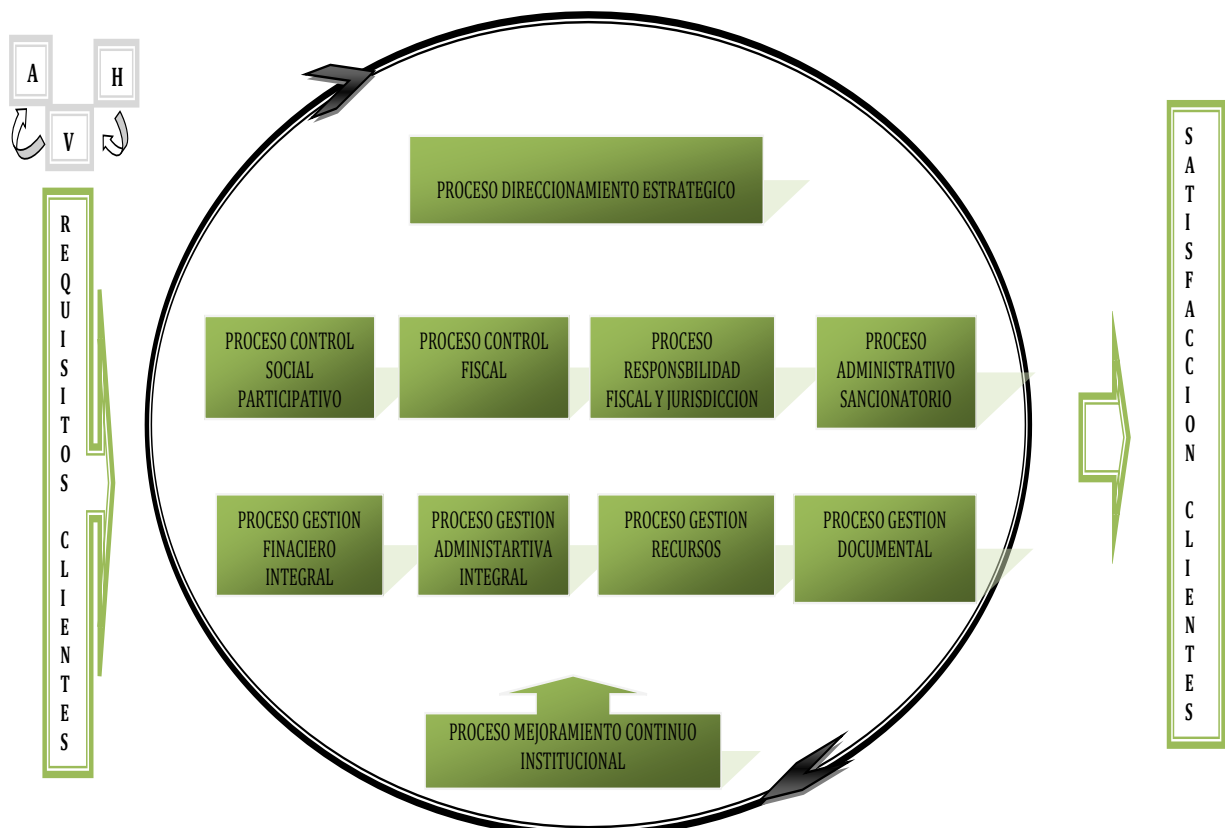 A
H
V
REQUISITOS CLIENTES
PROCESO DIRECCIONAMIENTO ESTRATEGICO
PROCESO CONTROL
SOCIAL
PARTICIPATIVO
PROCESO CONTROL
FISCAL
PROCESO
RESPONSBILIDAD
FISCAL Y JURISDICCION
PROCESO
ADMINISTRATIVO
SANCIONATORIO
PROCESO GESTION
FINACIERO
INTEGRAL
PROCESO GESTION
ADMINISTARTIVA
INTEGRAL
PROCESO GESTION
RECURSOS
PROCESO GESTION
DOCUMENTAL
PROCESO MEJORAMIENTO CONTINUO
INSTITUCIONAL
SATISFACCION CLIENTES